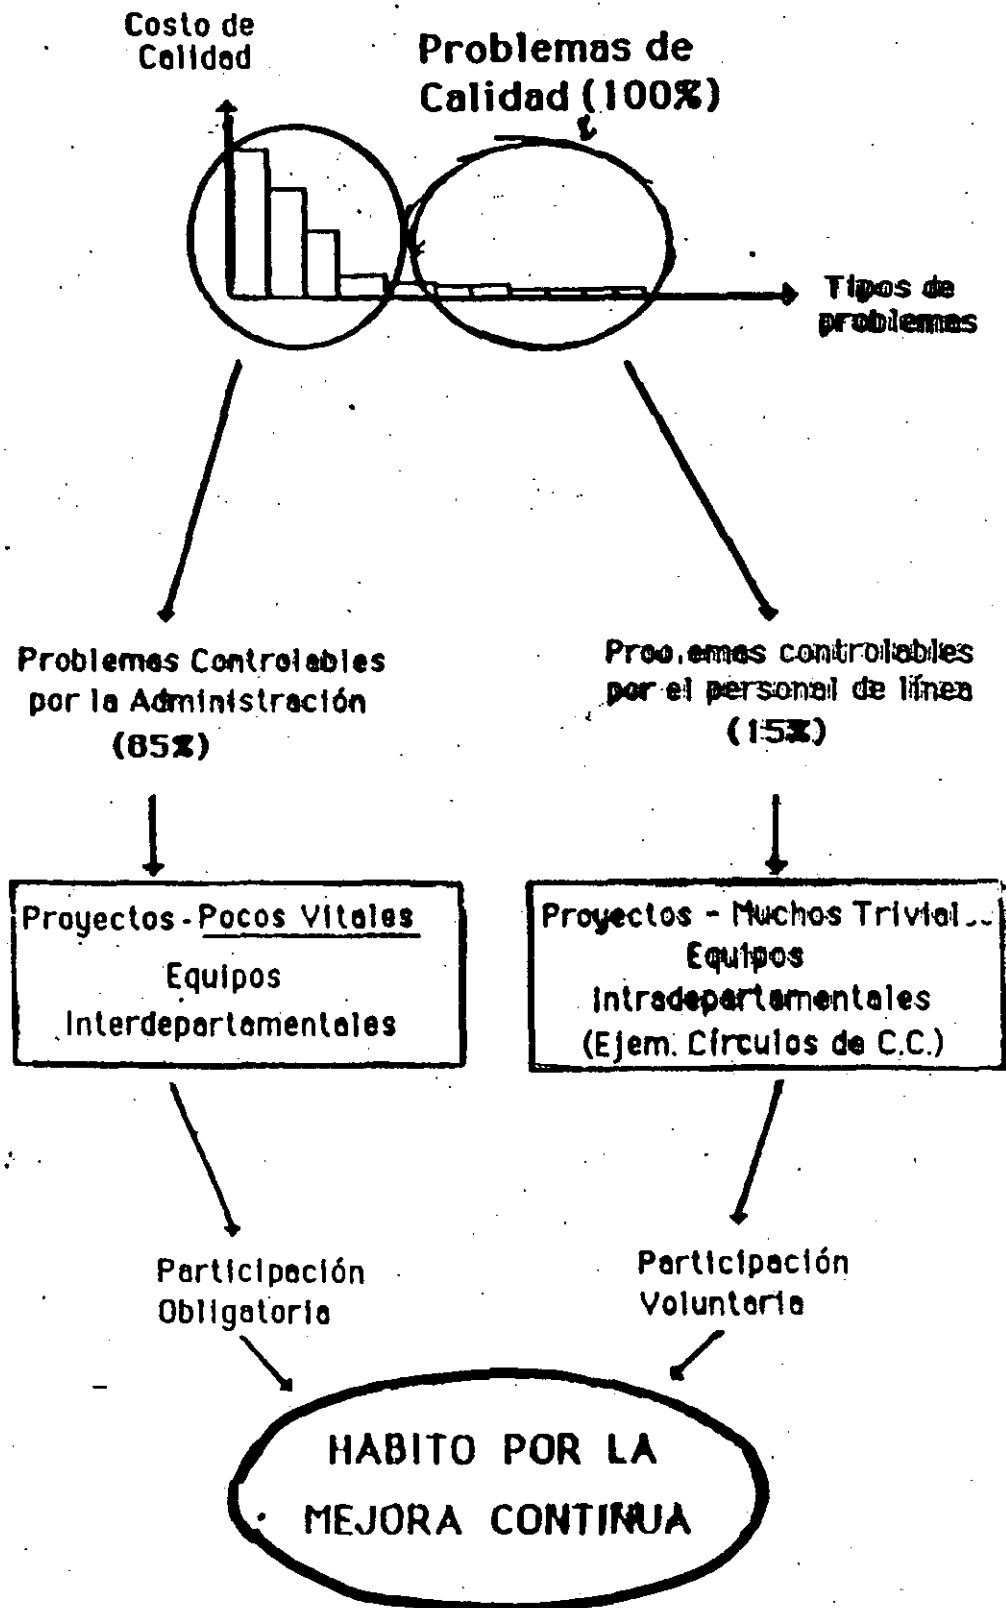 Costo de
Calidad
Problemas de
Calidad (100%)
Tipos de
problemas
Problemas Controlables
por la Administración
(85%)
controlables
por el personal de línea
(15%)
Proyectos - Pocos Vitales
Equipos
Interdepartamentales
Proyectos - Muchos
Equipos
Intradepartamentales
(Ejem. Círculos de C.C.)
Participación
Obligatoria
Participación
Voluntaria
HABITO POR LA
MEJORA CONTINUA